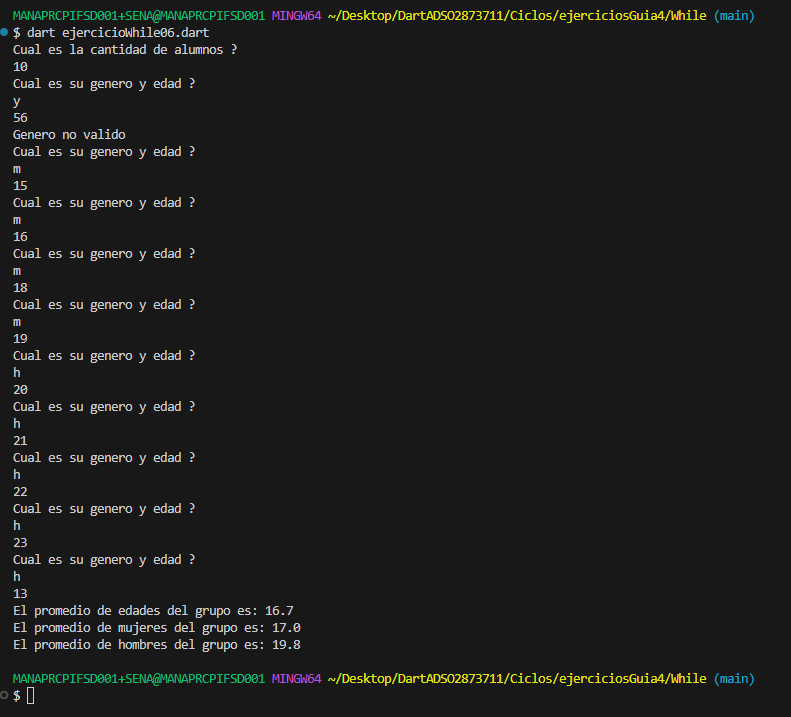 MANAPRCPIFSD001+SENA@MANAPRCPIFSD001 MINGW64 ~/Desktop/DartADSO2873711/Ciclos/ejerciciosGuia4/While (main)
$ dart ejercicioWhile06.dart
Cual es la cantidad de alumnos ?
10
Cual es su genero y edad ?
y
56
Genero no valido
Cual es su genero y edad ?
m
15
Cual es su genero y edad ?
m
16
Cual es su genero y edad ?
m
18
Cual es su genero y edad ?
m
19
Cual es su genero y edad ?
h
20
Cual es su genero y edad ?
h
21
Cual es su genero y edad ?
h
22
Cual es su genero y edad ?
h
23
Cual es su genero y edad ?
h
13
El promedio de edades del grupo es: 16.7
El promedio de mujeres del grupo es: 17.0
El promedio de hombres del grupo es: 19.8
MANAPRCPIFSD001+SENA@MANAPRCPIFSD001 MINGW64 ~/Desktop/DartADSO2873711/Ciclos/ejerciciosGuia4/While (main)
$